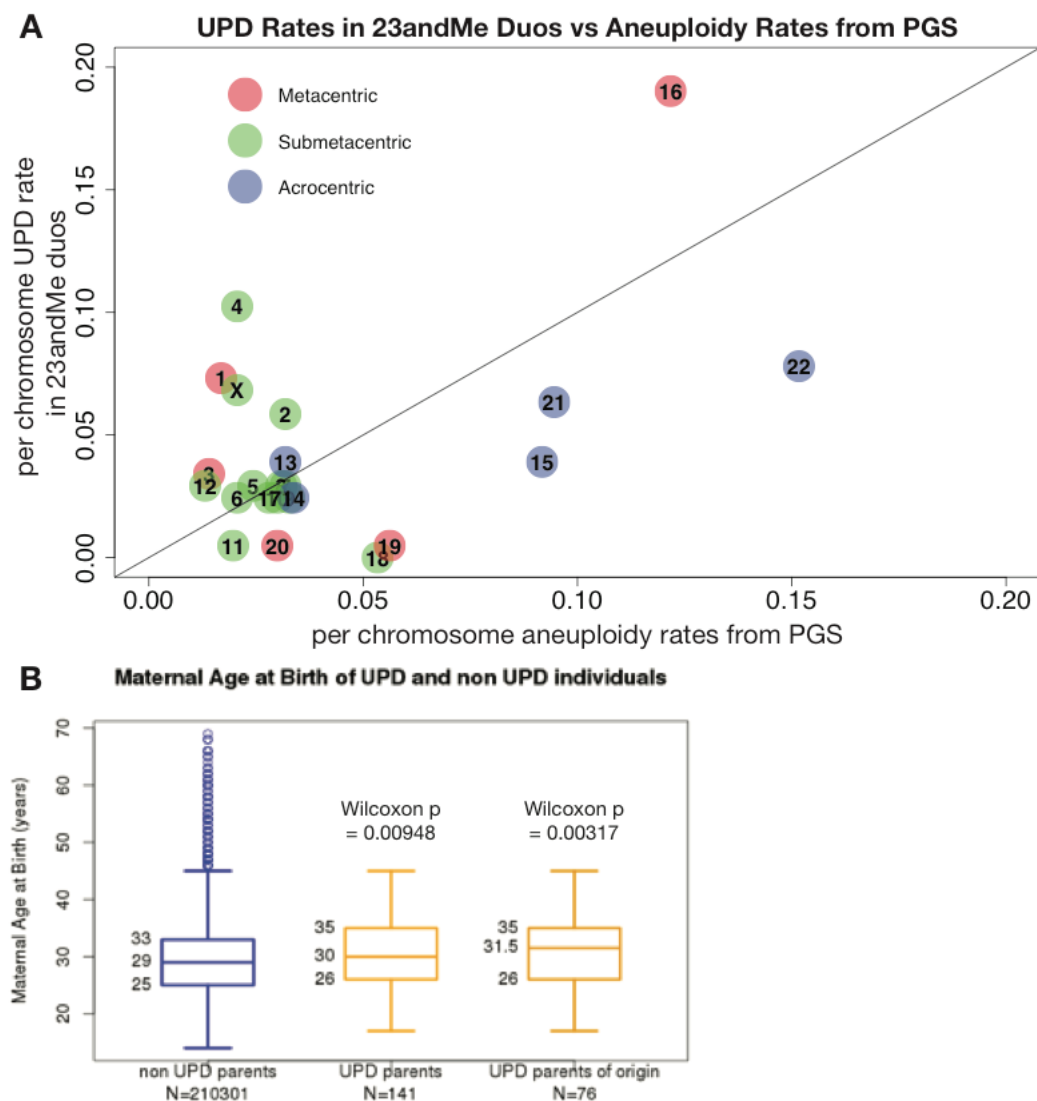 A
UPD Rates in 23andMe Duos vs Aneuploidy Rates from PGS
per chromosome UPD rate
in 23andMe duos
0.20
0.15
0.10
0.05
0.00
Metacentric
Submetacentric
Acrocentric
16
4
1
X
2
22
21
15
13
3
12
5
6
17
7
14
11
20
19
18
0.00
0.05
0.10
0.15
0.20
per chromosome aneuploidy rates from PGS
B
Maternal Age at Birth of UPD and non UPD individuals
Maternal Age at Birth (years)
70
60
50
40
30
20
33
29
25
Wilcoxon p
= 0.00948
35
30
26
Wilcoxon p
= 0.00317
35
31.5
26
non UPD parents
N=210301
UPD parents
N=141
UPD parents of origin
N=76